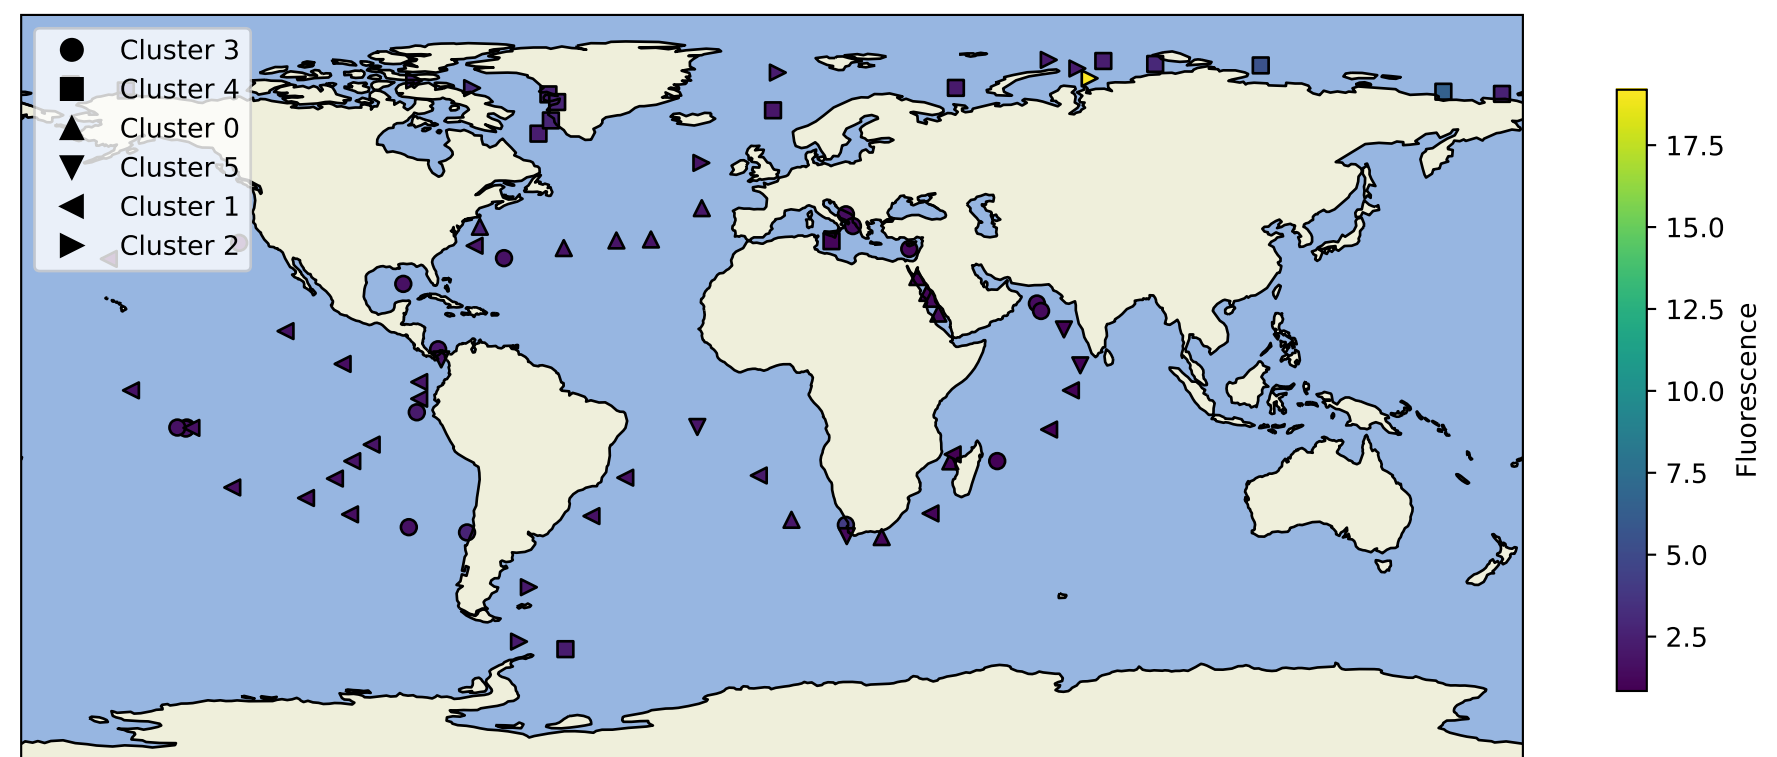 Cluster 3
Cluster 4
Cluster 0
Cluster 5
Cluster 1
Cluster 2
17.5
15.0
12.5
10.0
7.5
5.0
2.5
Fluorescence